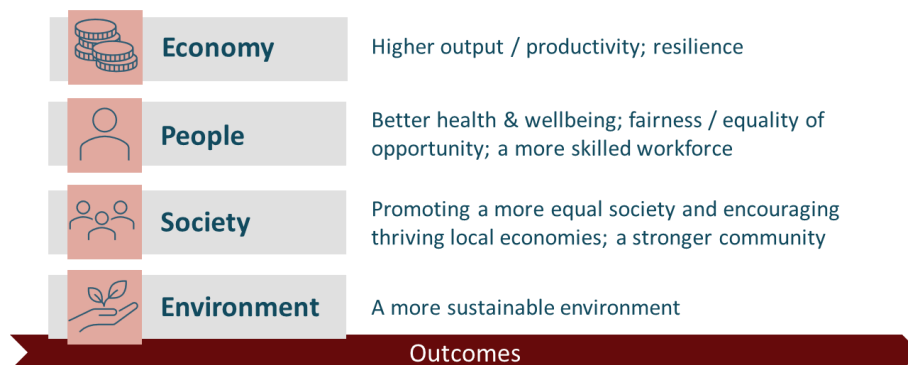 Economy
Higher output / productivity; resilience
People
Better health & wellbeing; fairness / equality of
opportunity; a more skilled workforce
Society
Promoting a more equal society and encouraging
thriving local economies; a stronger community
Environment
A more sustainable environment
Outcomes